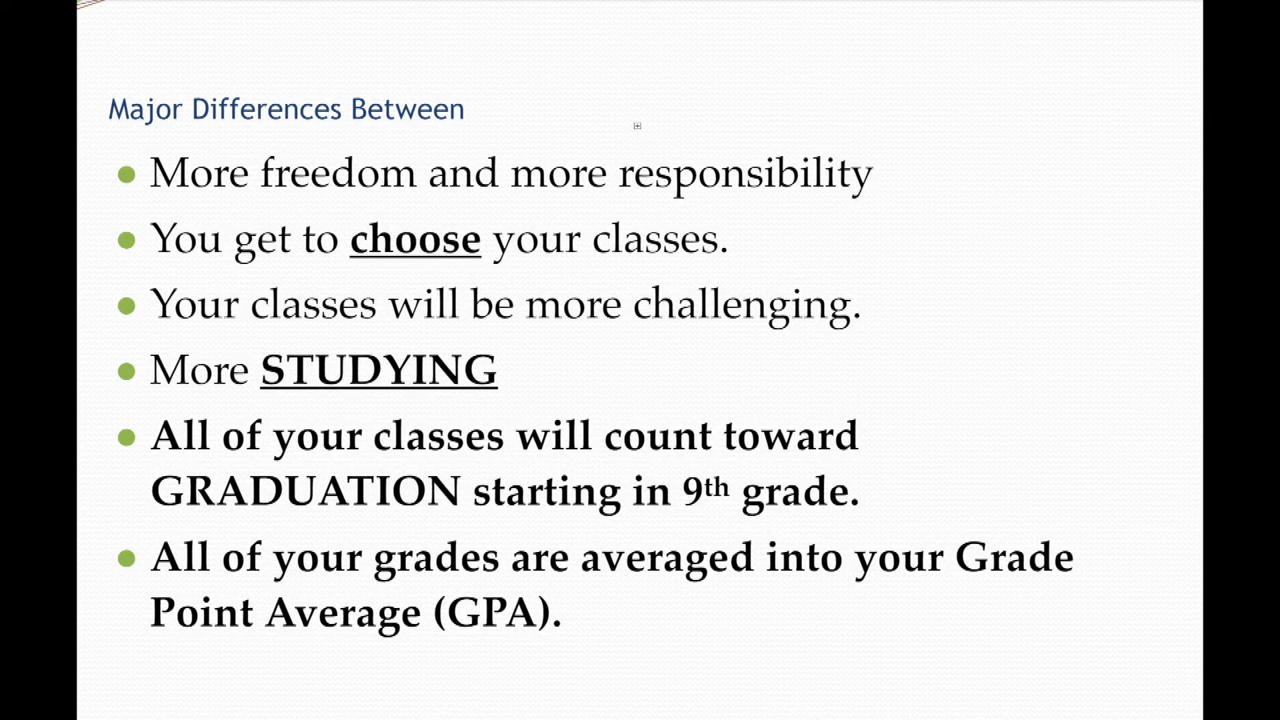 Major Differences Between
More freedom and more responsibility
You get to choose your classes.
Your classes will be more challenging.
More STUDYING
All of your classes will count toward
GRADUATION starting in 9th grade.
All of your grades are averaged into your Grade
Point Average (GPA).